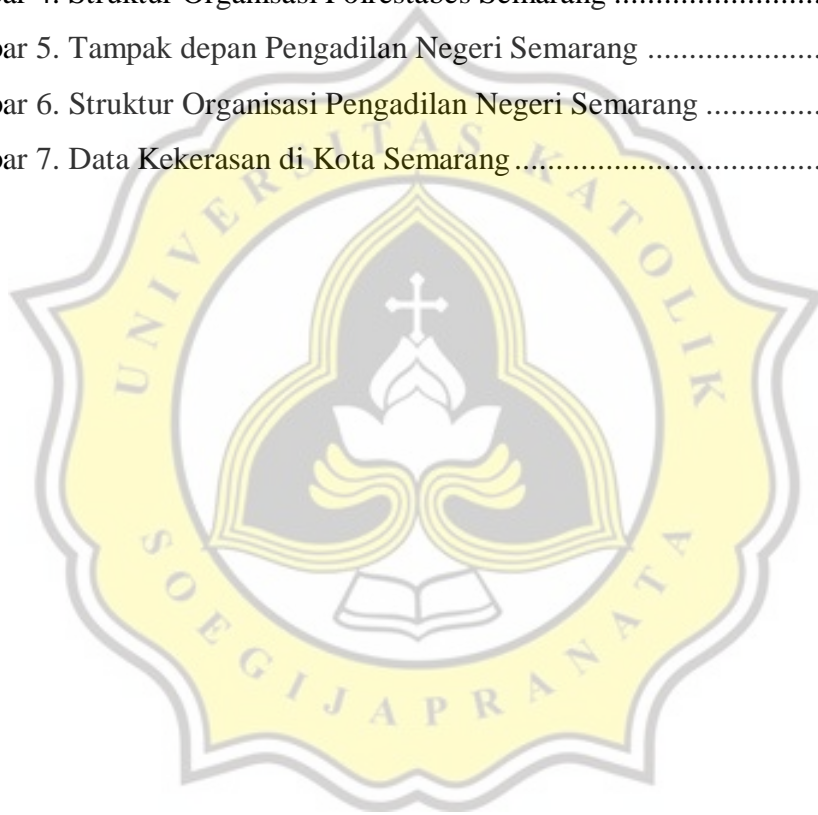 bar 4. Struktur Organisasi Polrestabes Semarang ........................
bar 5. Tampak depan Pengadilan Negeri Semarang ....................
bar 6. Struktur Organisasi Pengadilan Negeri Semarang .............
bar 7. Data Kekerasan di Kota Semarang ...................................
UNIVERSITAS KATOLIK
SOEGIJAPRANATA